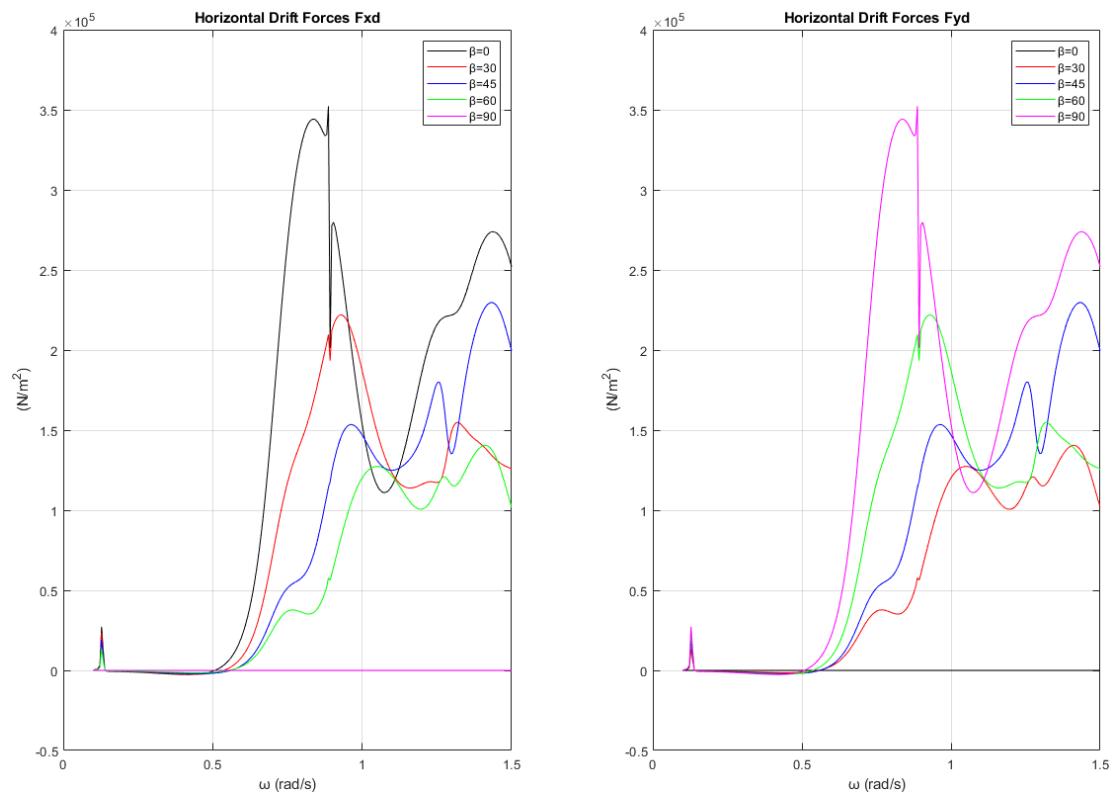 Horizontal Drift Forces Fxd
×10⁵
4
3.5
3
2.5
2
1.5
1
0.5
0
-0.5
(N/m²)
0
0.5
1
1.5
ω (rad/s)
β=0
β=30
β=45
β=60
β=90
Horizontal Drift Forces Fyd
×10⁵
4
3.5
3
2.5
2
1.5
1
0.5
0
-0.5
(N/m²)
0
0.5
1
1.5
ω (rad/s)
β=0
β=30
β=45
β=60
β=90